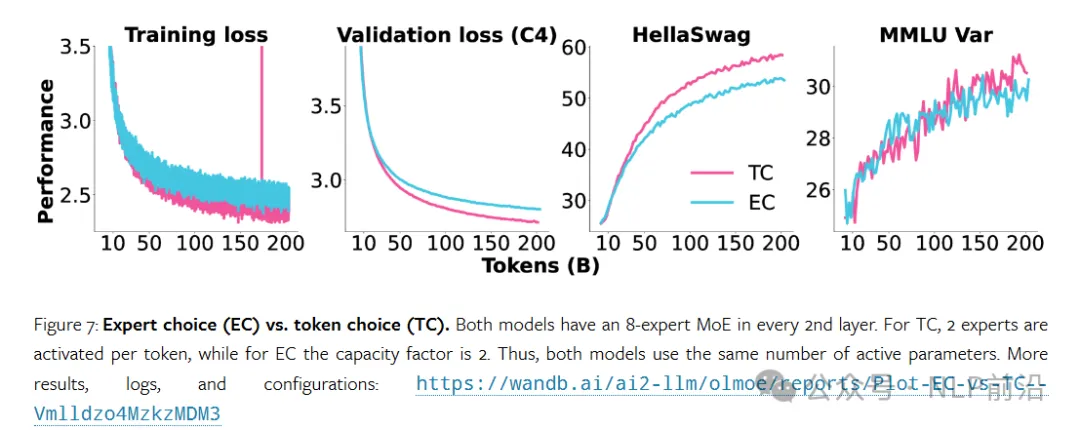 Training loss
Validation loss (C4)
HellaSwag
MMLU Var
Performance
3.5
3.0
2.5
10 50 100 150 200
3.5
3.0
10 50 100 150 200
60
50
40
30
10 50 100 150 200
TC
EC
30
28
26
10 50 100 150 200
Tokens (B)
Figure 7: Expert choice (EC) vs. token choice (TC). Both models have an 8-expert MoE in every 2nd layer. For TC, 2 experts are
activated per token, while for EC the capacity factor is 2. Thus, both models use the same number of active parameters. More
results, logs, and configurations: https://wandb.ai/ai2-llm/olmoe/reports/Plot-EC-vs-TC--
Vmlldzo4MzkzMDM3
公众号 · NLP前沿